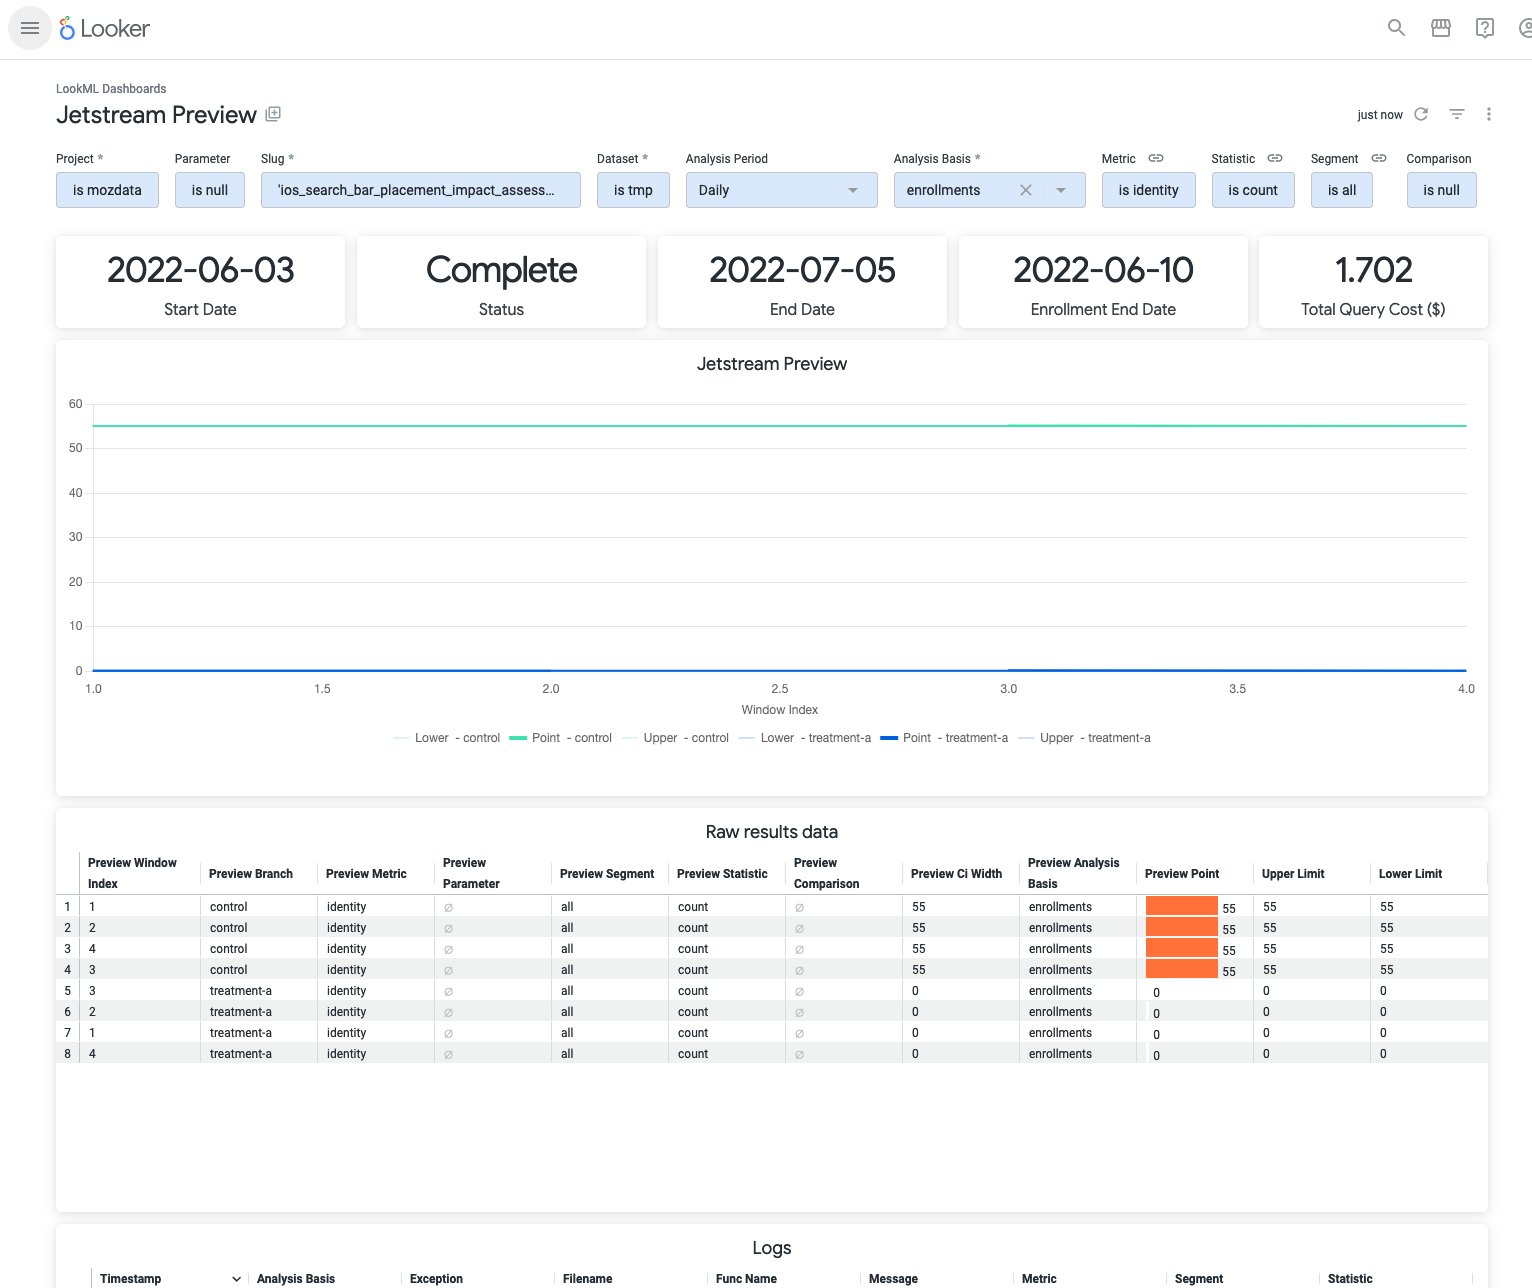 Looker
LookML Dashboards
Jetstream Preview
just now
Project *
Parameter
Slug *
Dataset *
Analysis Period
Analysis Basis *
Metric
Statistic
Segment
Comparison
is mozdata
is null
'ios_search_bar_placement_impact_assess...
is tmp
Daily
enrollments
is identity
is count
is all
is null
2022-06-03
Start Date
Complete
Status
2022-07-05
End Date
2022-06-10
Enrollment End Date
1.702
Total Query Cost ($)
Jetstream Preview
60
50
40
30
20
10
0
1.0 1.5 2.0 2.5 3.0 3.5 4.0
Window Index
Lower - control Point - control Upper - control Lower - treatment-a Point - treatment-a Upper - treatment-a
Raw results data
Preview Window Index Preview Branch Preview Metric Preview Parameter Preview Segment Preview Statistic Preview Comparison Preview Ci Width Preview Analysis Basis Preview Point Upper Limit Lower Limit
1 1 control identity ∅ all count ∅ 55 enrollments 55 55 55
2 2 control identity ∅ all count ∅ 55 enrollments 55 55 55
3 4 control identity ∅ all count ∅ 55 enrollments 55 55 55
4 3 control identity ∅ all count ∅ 55 enrollments 55 55 55
5 3 treatment-a identity ∅ all count ∅ 0 enrollments 0 0 0
6 2 treatment-a identity ∅ all count ∅ 0 enrollments 0 0 0
7 1 treatment-a identity ∅ all count ∅ 0 enrollments 0 0 0
8 4 treatment-a identity ∅ all count ∅ 0 enrollments 0 0 0
Logs
Timestamp Analysis Basis Exception Filename Func Name Message Metric Segment Statistic